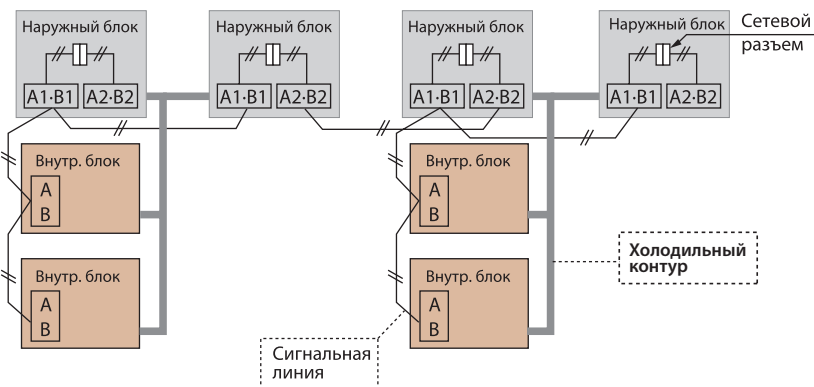 Наружный блок
A1·B1 A2·B2
Наружный блок
A1·B1 A2·B2
Наружный блок
A1·B1 A2·B2
Наружный блок
A1·B1 A2·B2
Сетевой
разъем
Внутр. блок
A
B
Внутр. блок
A
B
Внутр. блок
A
B
Внутр. блок
A
B
Холодильный
контур
Сигнальная
линия